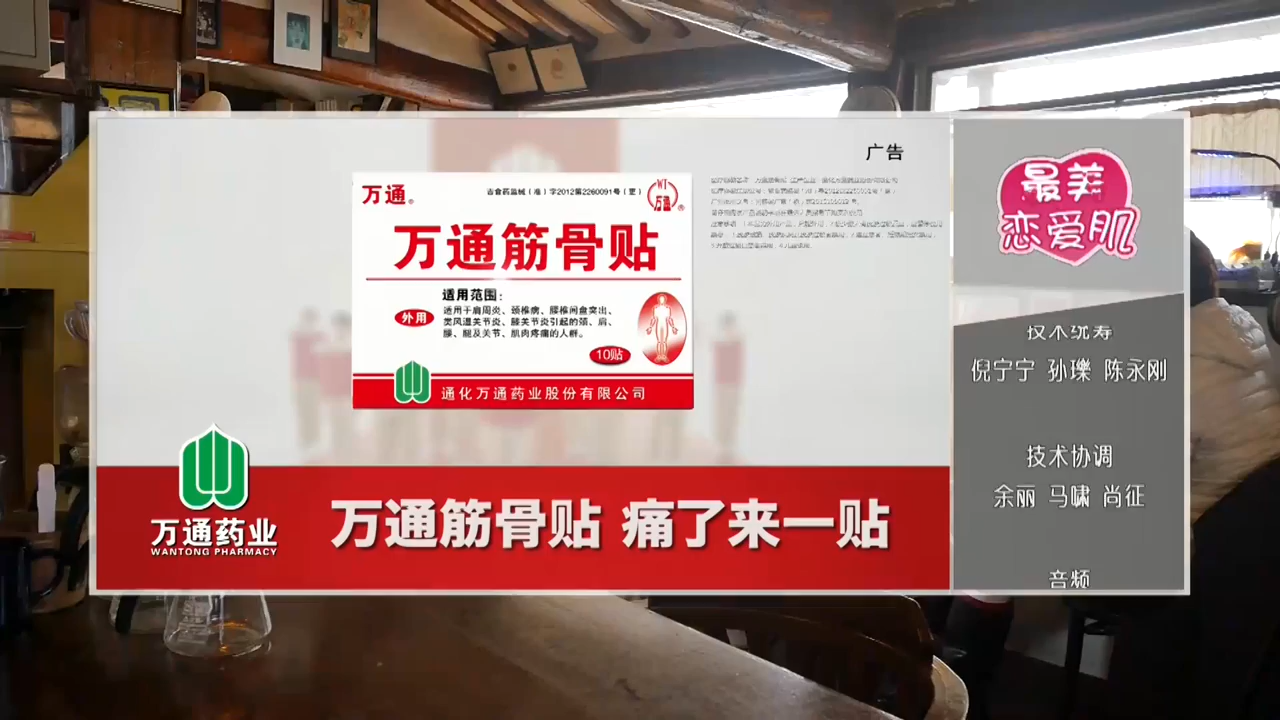 广告
万通®
吉食药监械(准)字2012第2260091号(更)
WT
万通®
万通筋骨贴
适用范围:
外用
适用于肩周炎、颈椎病、腰椎间盘突出、
类风湿关节炎、膝关节炎引起的颈、肩、
腰、腿及关节、肌肉疼痛的人群。
10贴
通化万通药业股份有限公司
万通药业
WANTONG PHARMACY
万通筋骨贴 痛了来一贴
最美
恋爱肌
倪宁宁 孙瓅 陈永刚
技术协调
余丽 马啸 尚征
音频